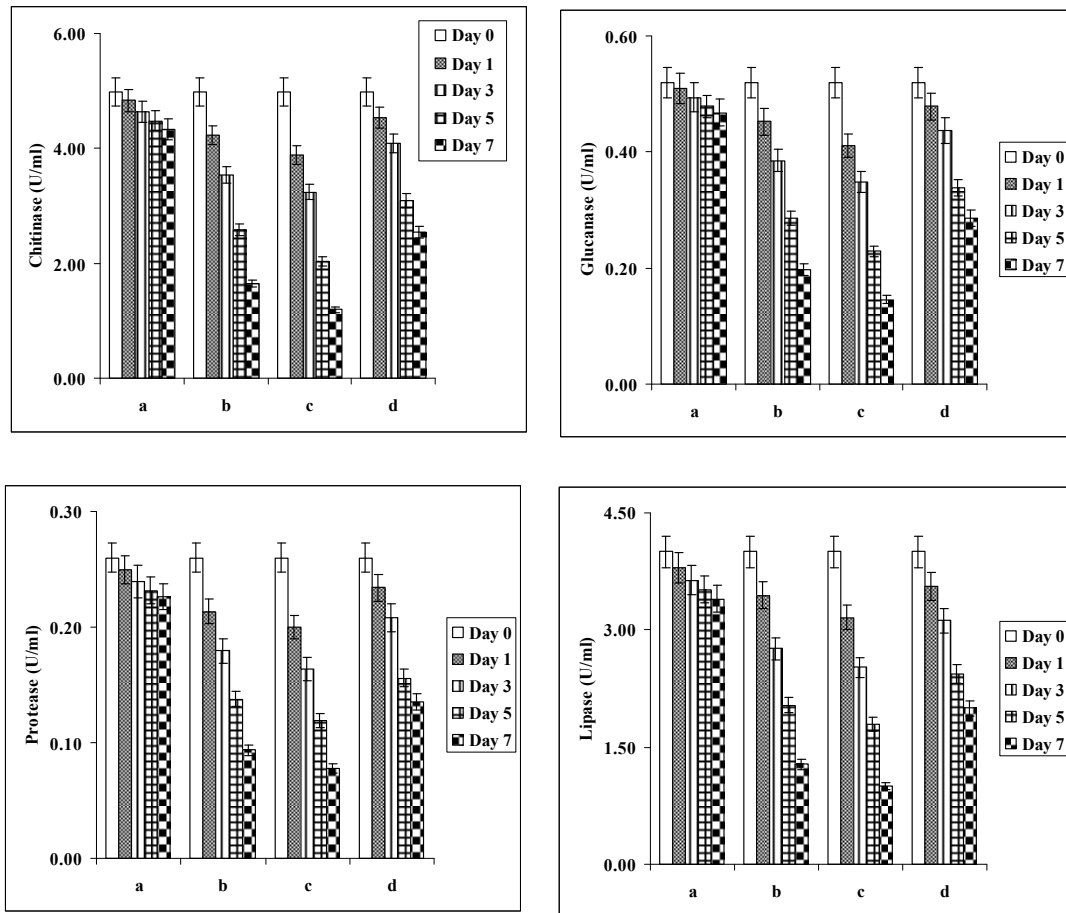 6.00
4.00
2.00
0.00
Chitinase (U/ml)
a b c d
Day 0
Day 1
Day 3
Day 5
Day 7
0.60
0.40
0.20
0.00
Glucanase (U/ml)
a b c d
Day 0
Day 1
Day 3
Day 5
Day 7
0.30
0.20
0.10
0.00
Protease (U/ml)
a b c d
Day 0
Day 1
Day 3
Day 5
Day 7
4.50
3.00
1.50
0.00
Lipase (U/ml)
a b c d
Day 0
Day 1
Day 3
Day 5
Day 7